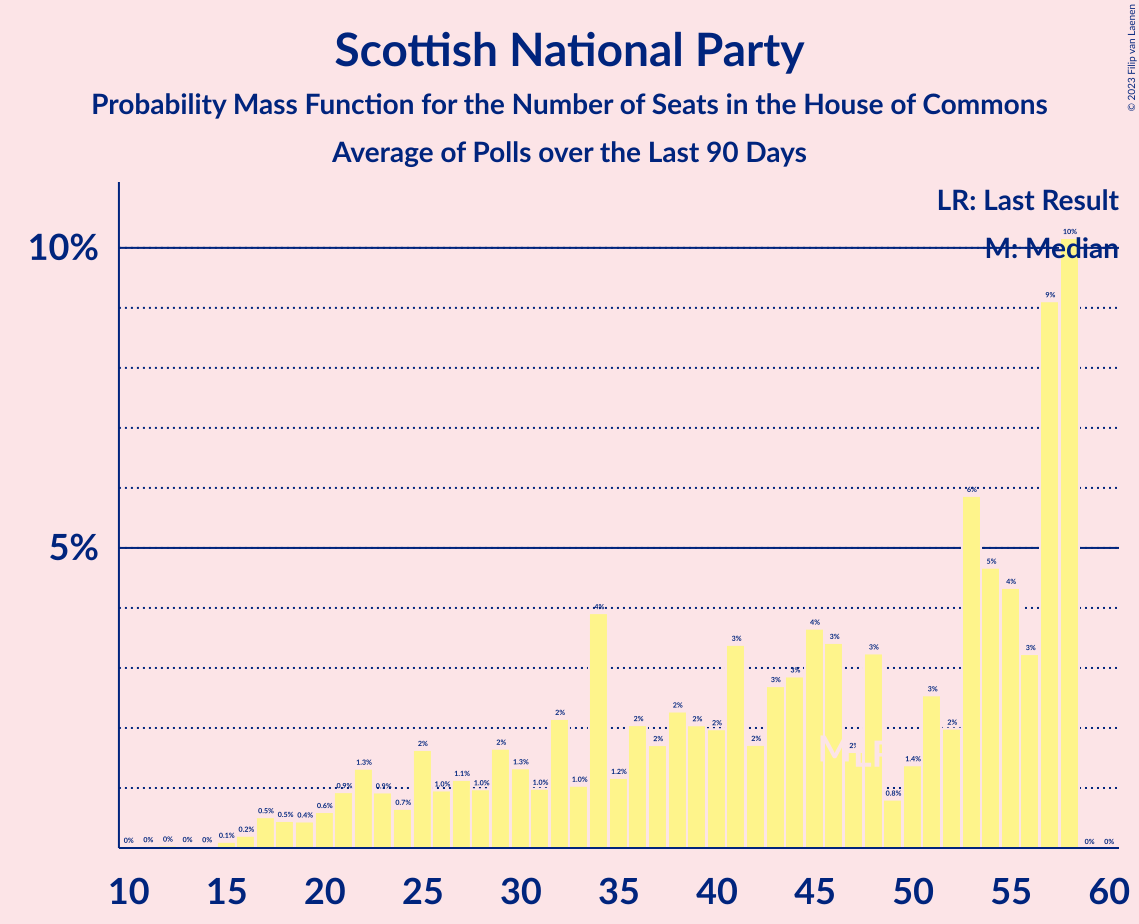 Scottish National Party
Probability Mass Function for the Number of Seats in the House of Commons
Average of Polls over the Last 90 Days
© 2023 Filip van Laenen
LR: Last Result
M: Median
10%
5%
0% 0% 0% 0% 0% 0.1% 0.2% 0.5% 0.5% 0.4% 0.6% 0.9% 1.3% 0.9% 0.7% 2% 1.0% 1.1% 1.0% 2% 1.3% 1.0% 2% 1.0% 4% 1.2% 2% 2% 2% 2% 2% 3% 2% 3% 3% 4% 3% 2% 3% 0.8% 1.4% 3% 2% 6% 5% 4% 3% 9% 10% 0% 0%
10 15 20 25 30 35 40 45 50 55 60